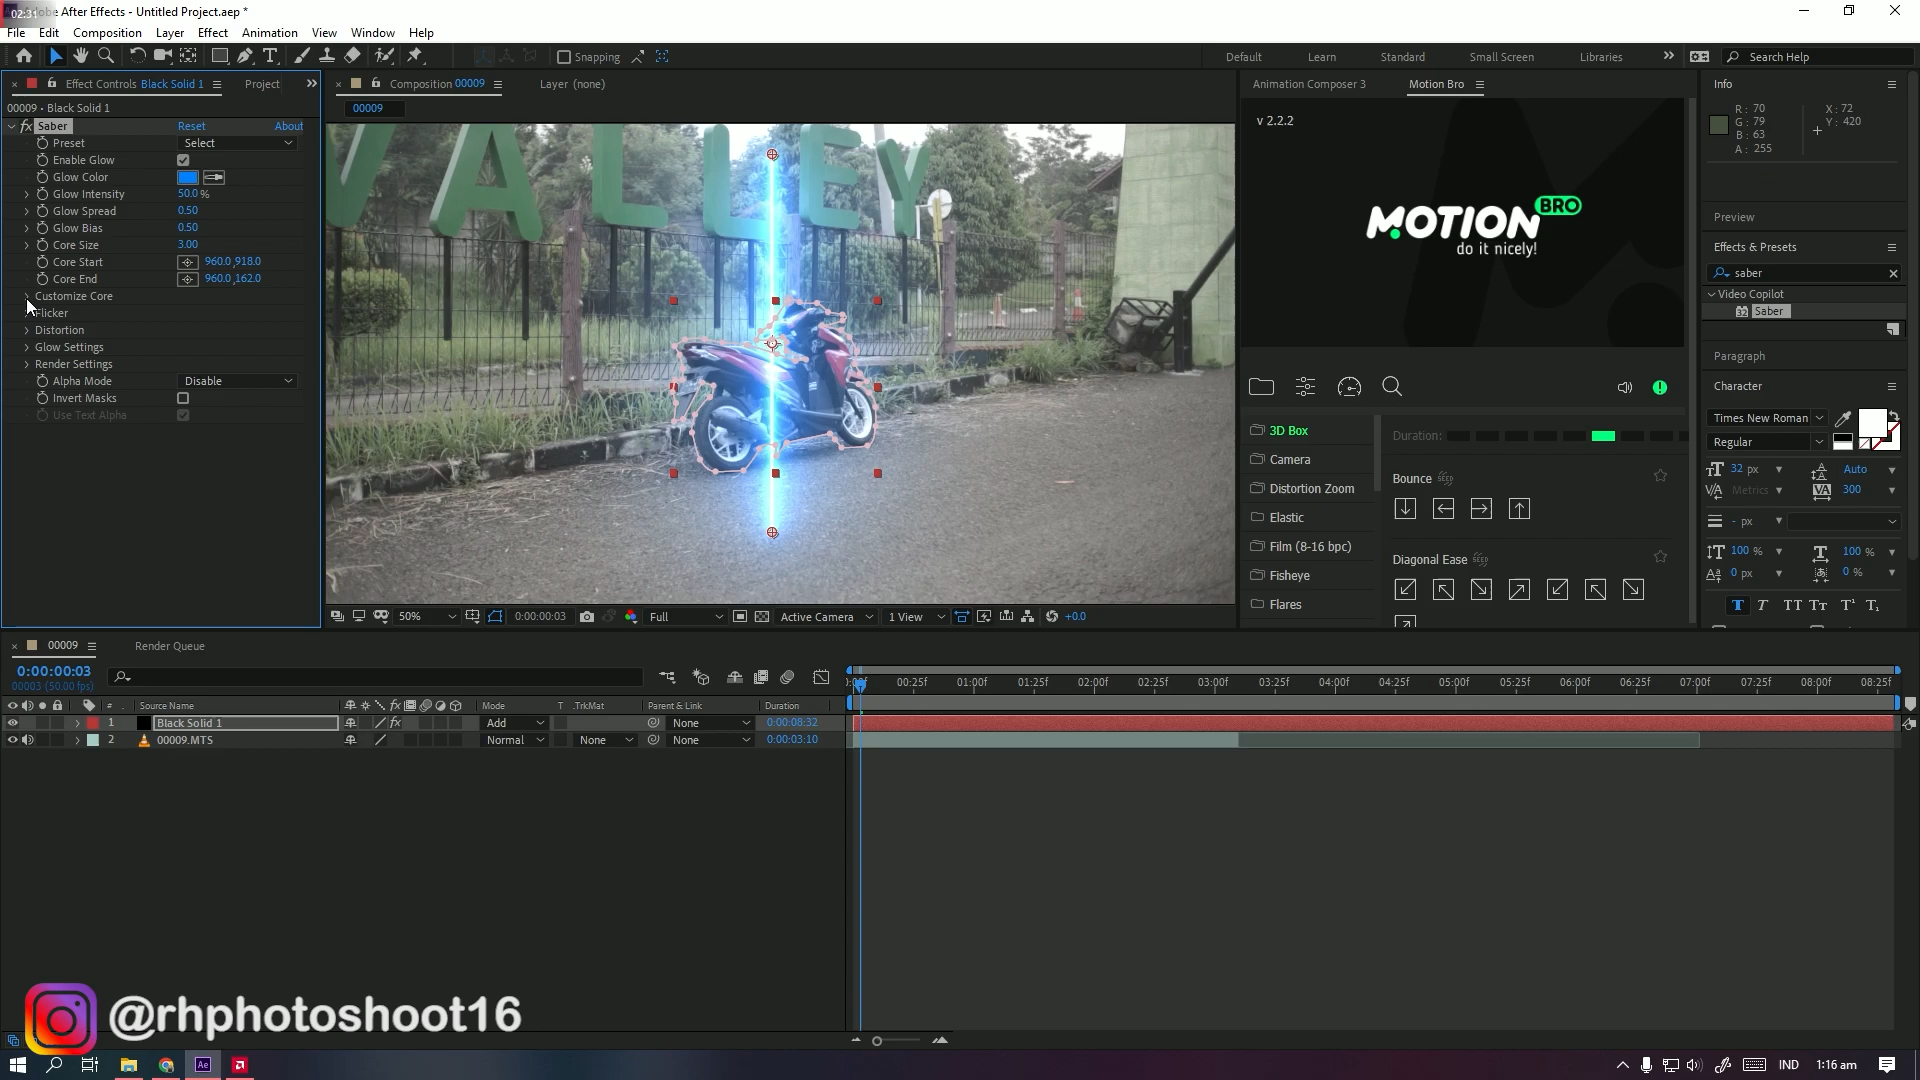 02:31
Adobe After Effects - Untitled Project.aep *
File Edit Composition Layer Effect Animation View Window Help
Snapping
Default Learn Standard Small Screen Libraries Search Help
Effect Controls Black Solid 1 Project
00009 • Black Solid 1
fx Saber Reset About
Preset Select
Enable Glow
Glow Color
Glow Intensity 50.0 %
Glow Spread 0.50
Glow Bias 0.50
Core Size 3.00
Core Start 960.0,918.0
Core End 960.0,162.0
Customize Core
Flicker
Distortion
Glow Settings
Render Settings
Alpha Mode Disable
Invert Masks
Use Text Alpha
Composition 00009 Layer (none)
00009
VALLEY
50% 0:00:00:03 Full Active Camera 1 View +0.0
Animation Composer 3 Motion Bro
v 2.2.2
MOTION BRO
do it nicely!
3D Box
Camera
Distortion Zoom
Elastic
Film (8-16 bpc)
Fisheye
Flares
Duration:
Bounce SEED
Diagonal Ease SEED
Info
R: 70
G: 79
B: 63
A: 255
X: 72
Y: 420
Preview
Effects & Presets
saber
Video Copilot
32 Saber
Paragraph
Character
Times New Roman
Regular
32 px Auto
Metrics 300
- px
100 % 100 %
0 px 0 %
T T TT Tт T¹ T₁
00009 Render Queue
0:00:00:03
00003 (50.00 fps)
# Source Name Mode T .TrkMat Parent & Link Duration
1 Black Solid 1 fx Add None 0:00:08:32
2 00009.MTS Normal None None 0:00:03:10
00:25f 01:00f 01:25f 02:00f 02:25f 03:00f 03:25f 04:00f 04:25f 05:00f 05:25f 06:00f 06:25f 07:00f 07:25f 08:00f 08:25f
@rhphotoshoot16
Ae IND 1:16 am